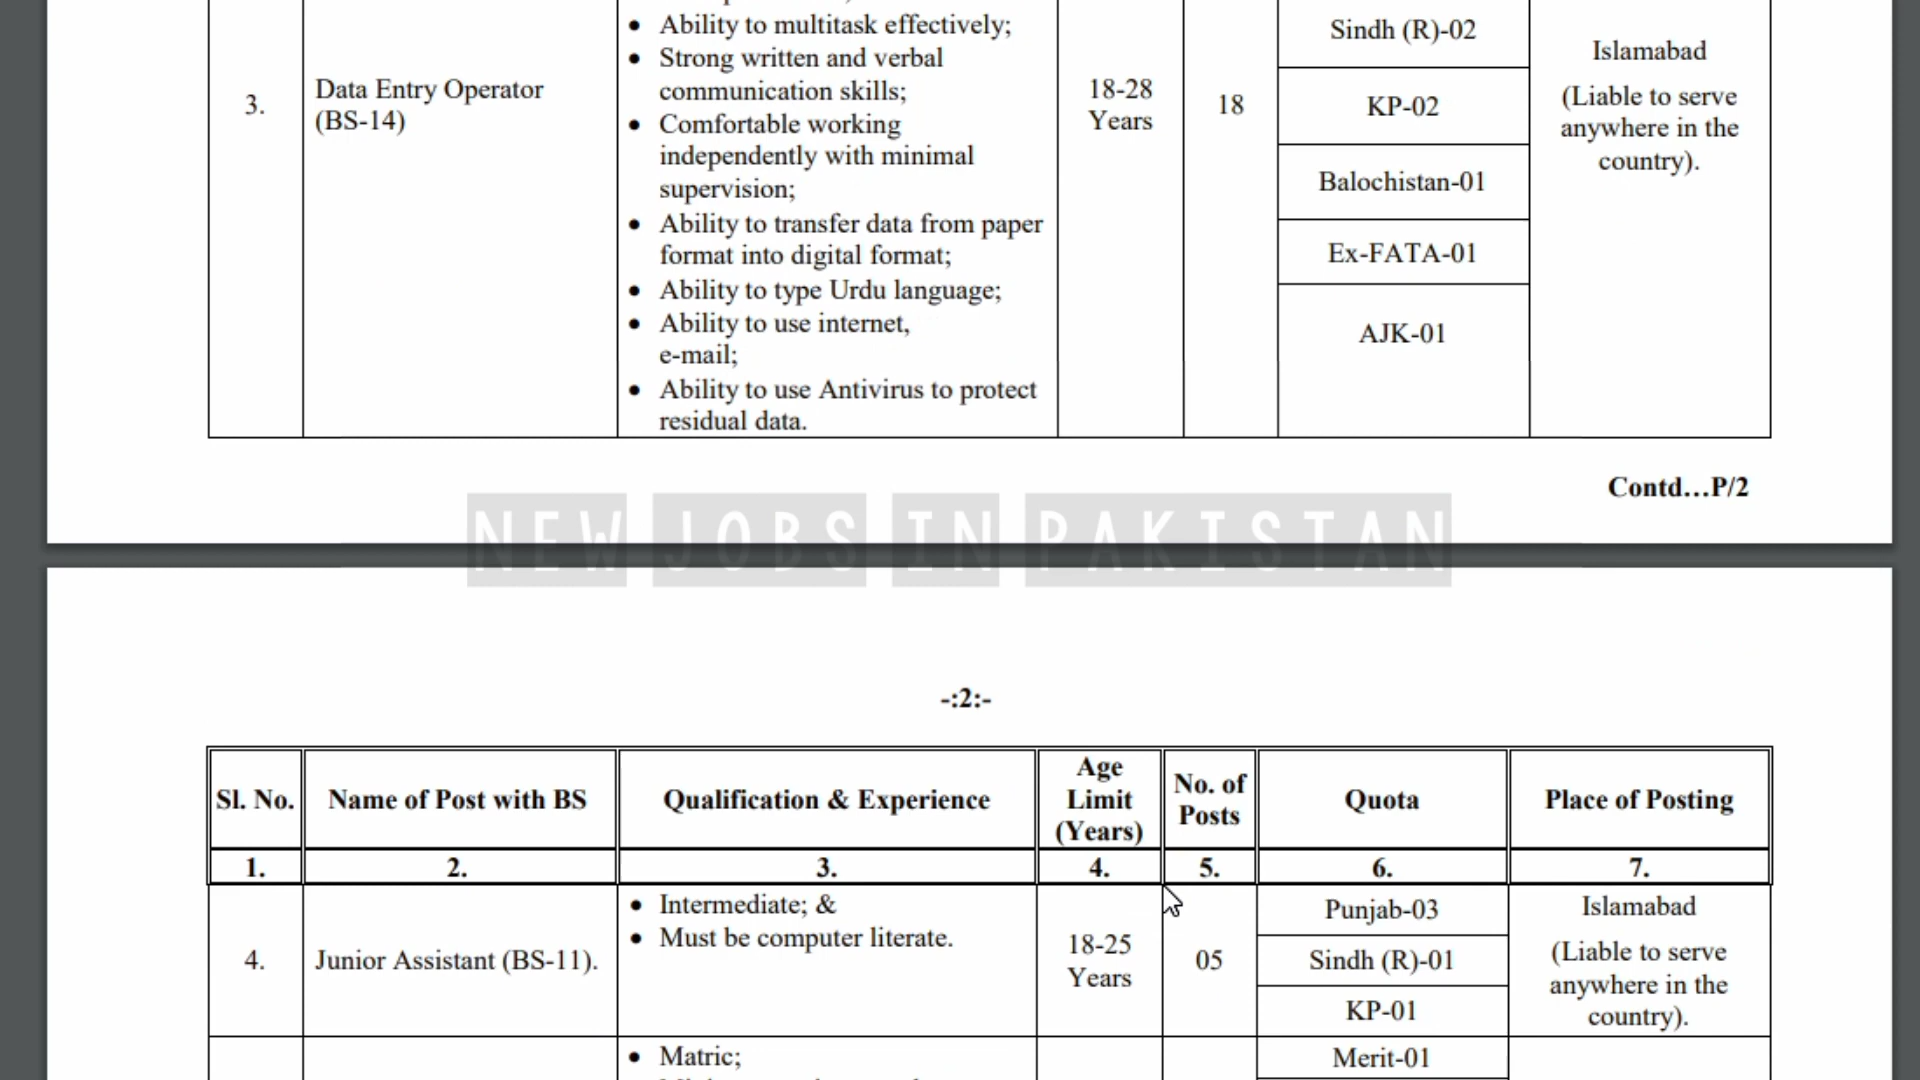 Ability to multitask effectively;
Strong written and verbal
communication skills;
Comfortable working
independently with minimal
supervision;
Ability to transfer data from paper
format into digital format;
Ability to type Urdu language;
Ability to use internet,
e-mail;
Ability to use Antivirus to protect
residual data.
3.
Data Entry Operator
(BS-14)
18-28
Years
18
Sindh (R)-02
KP-02
Balochistan-01
Ex-FATA-01
AJK-01
Islamabad
(Liable to serve
anywhere in the
country).
Contd…P/2
NEW JOBS IN PAKISTAN
-:2:-
Sl. No.
Name of Post with BS
Qualification & Experience
Age
Limit
(Years)
No. of
Posts
Quota
Place of Posting
1.
2.
3.
4.
5.
6.
7.
4.
Junior Assistant (BS-11).
Intermediate; &
Must be computer literate.
18-25
Years
05
Punjab-03
Sindh (R)-01
KP-01
Islamabad
(Liable to serve
anywhere in the
country).
Matric;
Merit-01